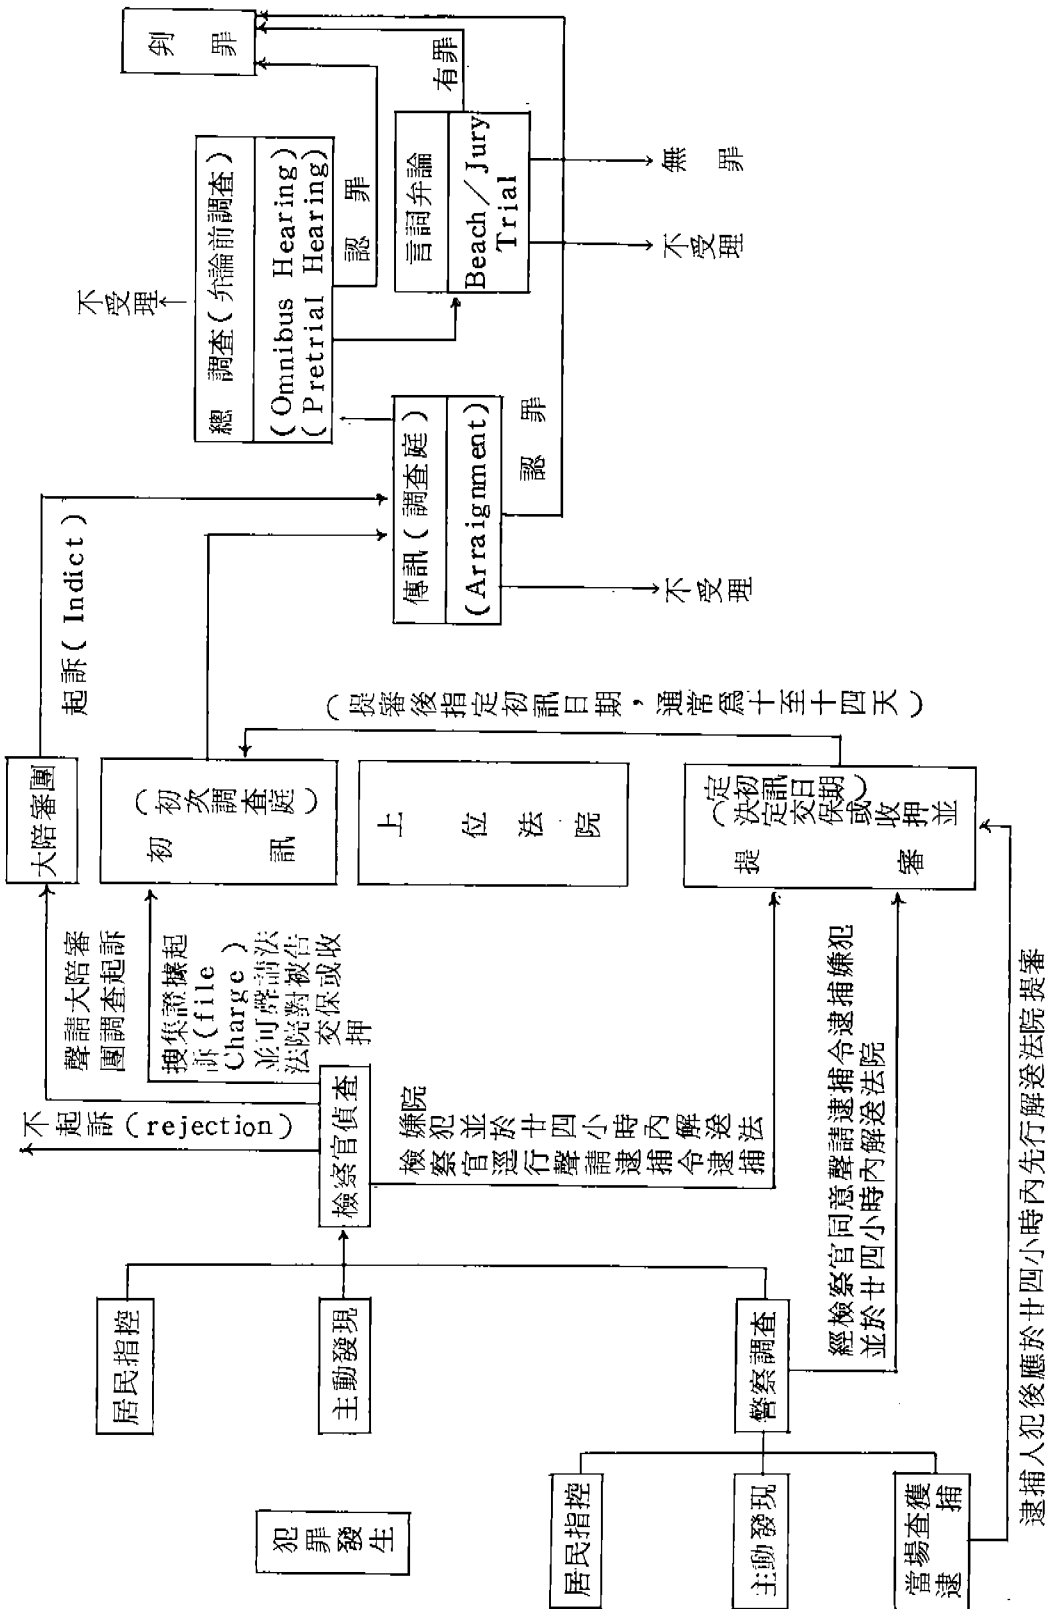 犯罪發生
居民指控
主動發現
居民指控
主動發現
當場查獲
逮捕
警察調查
檢察官偵查
不起訴(rejection)
聲請大陪審
團調查起訴
搜集證據起
訴(file
Charge)
並可聲請法
法院對被告
交保或收
押
檢察官逕行聲請逮捕令逮捕
嫌犯並於廿四小時內解送法
院
經檢察官同意聲請逮捕令逮捕嫌犯
並於廿四小時內解送法院
逮捕人犯後應於廿四小時內先行解送法院提審
大陪審團
初訊
(初次調查庭)
上位法院
提審
(決定交保或收押並
定初訊日期)
(提審後指定初訊日期,通常爲十至十四天)
起訴(Indict)
傳訊(調查庭)
(Arraignment)
認罪
不受理
總調查(弁論前調查)
(Omnibus Hearing)
(Pretrial Hearing)
不受理
認罪
言詞弁論
Beach/Jury
Trial
有罪
不受理
無罪
判罪